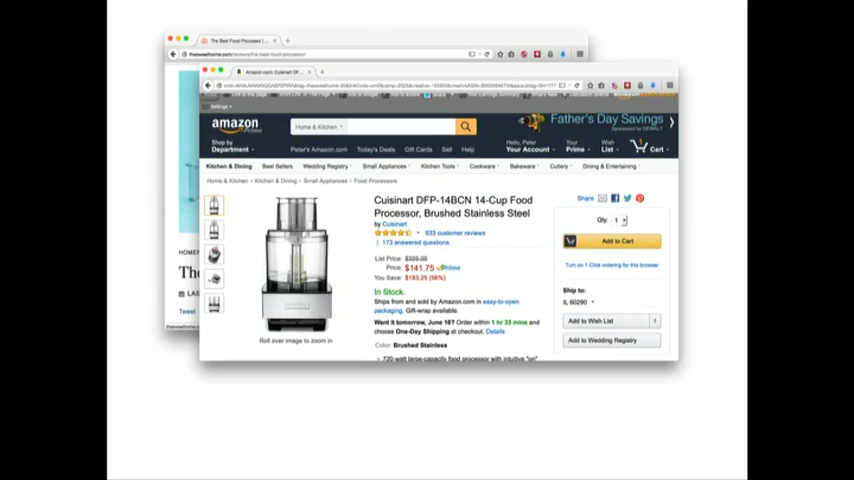 The Best Food Processor |
thesweethome.com/reviews/the-best-food-processor/
Amazon.com: Cuisinart DF...
Settings
amazon
Prime
Home & Kitchen
Father's Day Savings
Sponsored by DEWALT
Shop by
Department
Peter's Amazon.com Today's Deals Gift Cards Sell Help
Hello, Peter
Your Account
Your
Prime
Wish
List
Cart
Kitchen & Dining Best Sellers Wedding Registry Small Appliances Kitchen Tools Cookware Bakeware Cutlery Dining & Entertaining
Home & Kitchen › Kitchen & Dining › Small Appliances › Food Processors
Cuisinart DFP-14BCN 14-Cup Food
Processor, Brushed Stainless Steel
by Cuisinart
933 customer reviews
| 173 answered questions
List Price: $325.00
Price: $141.75 Prime
You Save: $183.25 (56%)
In Stock.
Ships from and sold by Amazon.com in easy-to-open
packaging. Gift-wrap available.
Want it tomorrow, June 18? Order within 1 hr 33 mins and
choose One-Day Shipping at checkout. Details
Color: Brushed Stainless
• 720-watt large-capacity food processor with intuitive "on"
Roll over image to zoom in
Share
Qty: 1
Add to Cart
Turn on 1-Click ordering for this browser
Ship to:
IL 60290
Add to Wish List
Add to Wedding Registry
HOME
The
LAS
Tweet